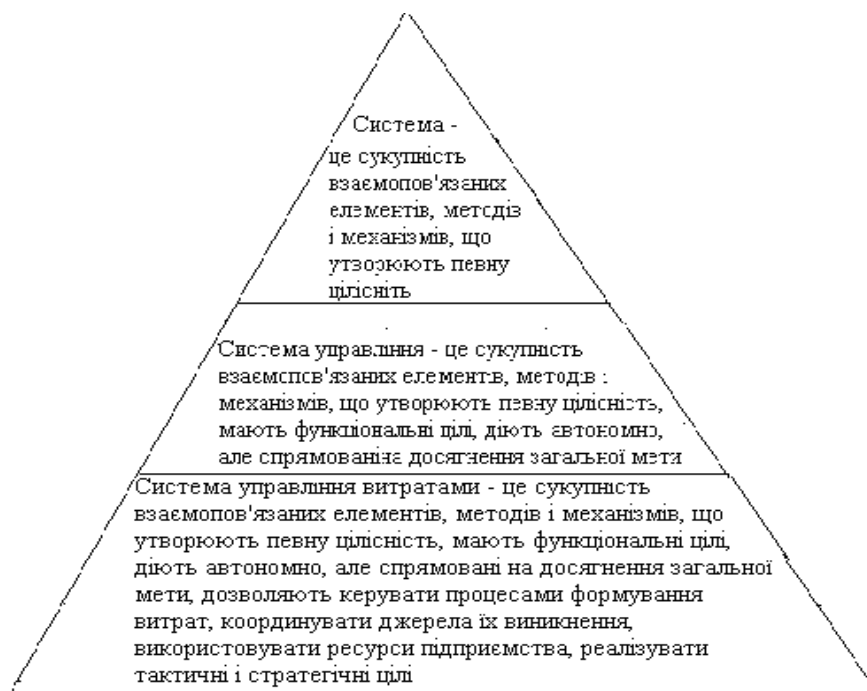 Система -
це сукупність
взаємопов'язаних
елементів, методів
і механізмів, що
утворюють певну
цілісніть
Система управління - це сукупність
взаємопов'язаних елементів, методів і
механізмів, що утворюють певну цілісність,
мають функціональні цілі, діють автономно,
але спрямованіна досягнення загальної мети
Система управління витратами - це сукупність
взаємопов'язаних елементів, методів і механізмів, що
утворюють певну цілісність, мають функціональні цілі,
діють автономно, але спрямовані на досягнення загальної
мети, дозволяють керувати процесами формування
витрат, координувати джерела їх виникнення,
використовувати ресурси підприємства, реалізувати
тактичні і стратегічні цілі